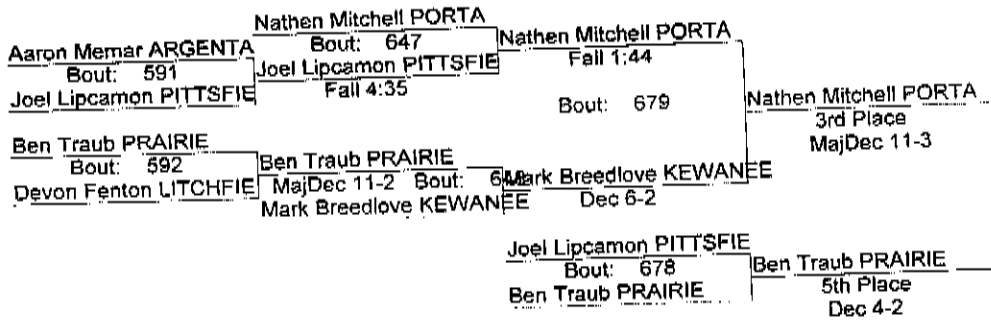 Nathen Mitchell PORTA
Aaron Memar ARGENTA
Bout: 647
Nathen Mitchell PORTA
Bout: 591
Joel Lipcamon PITTSFIE
Fall 1:44
Joel Lipcamon PITTSFIE
Fall 4:35
Bout: 679
Nathen Mitchell PORTA
3rd Place
MajDec 11-3
Ben Traub PRAIRIE
Bout: 592
Ben Traub PRAIRIE
Devon Fenton LITCHFIE
MajDec 11-2 Bout:
Mark Breedlove KEWANEE
Mark Breedlove KEWANEE
Dec 6-2
Joel Lipcamon PITTSFIE
Bout: 678
Ben Traub PRAIRIE
Ben Traub PRAIRIE
5th Place
Dec 4-2